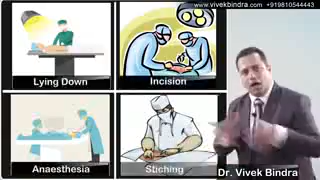 www.vivekbindra.com +919810544443
Lying Down
Incision
Anaesthesia
Stiching
Dr. Vivek Bindra